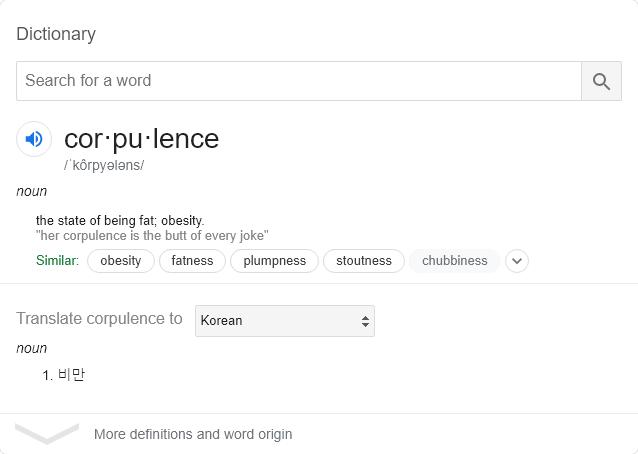 Dictionary
Search for a word
cor·pu·lence
/ˈkôrpyələns/
noun
the state of being fat; obesity.
"her corpulence is the butt of every joke"
Similar: obesity fatness plumpness stoutness chubbiness
Translate corpulence to Korean
noun
1. 비만
More definitions and word origin